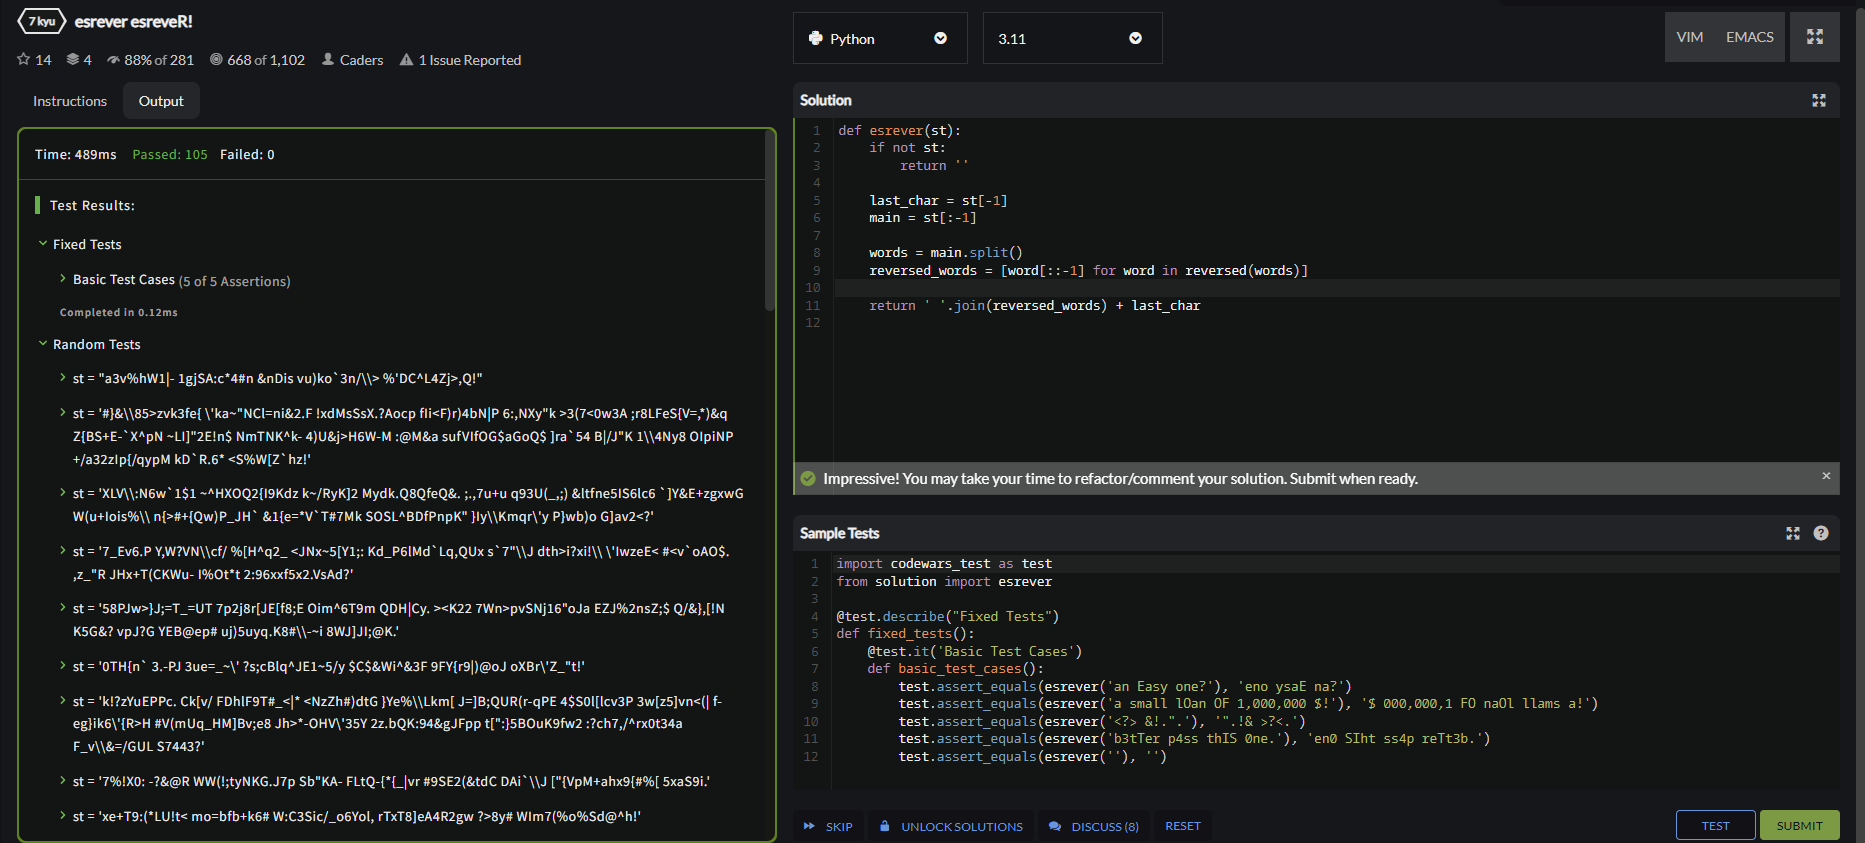 7 kyu esrever esreveR!
14 4 88% of 281 668 of 1,102 Caders 1 Issue Reported
Instructions Output
Time: 489ms Passed: 105 Failed: 0
Test Results:
Fixed Tests
Basic Test Cases (5 of 5 Assertions)
Completed in 0.12ms
Random Tests
st = "a3v%hW1|- 1gjSA:c*4#n &nDis vu)ko`3n/\\> %'DC^L4Zj>,Q!"
st = '#}&\\85>zvk3fe{ \'ka~"NCl=ni&2.F !xdMsSsX.?Aocp fIi<F)r)4bN|P 6:,NXy"k >3(7<0w3A ;r8LFeS{V=,*)&q
Z{BS+E-`X^pN ~LI]"2E!n$ NmTNK^k- 4)U&j>H6W-M :@M&a sufVIfOG$aGoQ$ ]ra`54 B|/J"K 1\\4Ny8 OIpiNP
+/a32zIp{/qypM kD`R.6* <S%W[Z`hz!'
st = 'XLV\\:N6w`1$1 ~^HXOQ2{I9Kdz k~/RyK]2 Mydk.Q8QfeQ&. ;.,7u+u q93U(_,;) &ltfne5IS6lc6 `]Y&E+zgxwG
W(u+Iois%\\ n{>#+{Qw)P_JH` &1{e=*V`T#7Mk SOSL^BDfPnpK" }Iy\\Kmqr\'y P}wb)o G]av2<?'
st = '7_Ev6.P Y,W?VN\\cf/ %[H^q2_ <JNx~5[Y1;: Kd_P6lMd`Lq,QUx s`7"\\J dth>i?xi!\\ \'IwzeE< #<v`oAO$.
,z_"R JHx+T(CKWu- I%Ot*t 2:96xxf5x2.VsAd?'
st = '58PJw>}J;=T_=UT 7p2j8r[JE[f8;E Oim^6T9m QDH|Cy. ><K22 7Wn>pvSNj16"oJa EZJ%2nsZ;$ Q/&},[!N
K5G&? vpJ?G YEB@ep# uj)5uyq.K8#\\-~i 8WJ]JI;@K.'
st = '0TH{n` 3.-PJ 3ue=_~\' ?s;cBlq^JE1~5/y $C$&Wi^&3F 9FY{r9|)@oJ oXBr\'Z_"t!'
st = 'k!?zYuEPPc. Ck[v/ FDhlF9T#_<|* <NzZh#)dtG }Ye%\\Lkm[ J=]B;QUR(r-qPE 4$S0l[lcv3P 3w[z5]vn<(| f-
eg}ik6\'{R>H #V(mUq_HM]Bv;e8 Jh>*-OHV\'35Y 2z.bQK:94&gJFpp t[":}5BOuK9fw2 :?ch7,/^rx0t34a
F_v\\&=/GUL S7443?'
st = '7%!X0: -?&@R WW(!;tyNKG.J7p Sb"KA- FLtQ-{*{_|vr #9SE2(&tdC DAi`\\J ["{VpM+ahx9{#%[ 5xaS9i.'
st = 'xe+T9:(*LU!t< mo=bfb+k6# W:C3Sic/_o6Yol, rTxT8]eA4R2gw ?>8y# WIm7(%o%Sd@^h!'
Python 3.11 VIM EMACS
Solution
1 def esrever(st):
2 if not st:
3 return ''
4
5 last_char = st[-1]
6 main = st[:-1]
7
8 words = main.split()
9 reversed_words = [word[::-1] for word in reversed(words)]
10
11 return ' '.join(reversed_words) + last_char
12
Impressive! You may take your time to refactor/comment your solution. Submit when ready. ×
Sample Tests
1 import codewars_test as test
2 from solution import esrever
3
4 @test.describe("Fixed Tests")
5 def fixed_tests():
6 @test.it('Basic Test Cases')
7 def basic_test_cases():
8 test.assert_equals(esrever('an Easy one?'), 'eno ysaE na?')
9 test.assert_equals(esrever('a small lOan OF 1,000,000 $!'), '$ 000,000,1 FO naOl llams a!')
10 test.assert_equals(esrever('<?> &!.".'), '".!& >?<.')
11 test.assert_equals(esrever('b3tTer p4ss thIS 0ne.'), 'en0 SIht ss4p reTt3b.')
12 test.assert_equals(esrever(''), '')
SKIP UNLOCK SOLUTIONS DISCUSS (8) RESET TEST SUBMIT